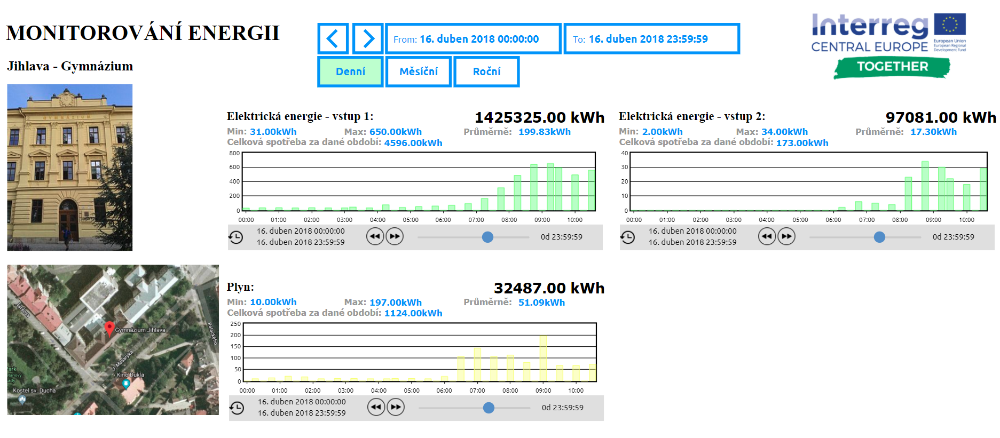 MONITOROVÁNÍ ENERGII
Jihlava - Gymnázium
From: 16. duben 2018 00:00:00
To: 16. duben 2018 23:59:59
Denní
Měsíční
Roční
Interreg
CENTRAL EUROPE
European Union
European Regional
Development Fund
TOGETHER
GYMNASIUM
Elektrická energie - vstup 1:
1425325.00 kWh
Min: 31.00kWh
Max: 650.00kWh
Průměrně: 199.83kWh
Celková spotřeba za dané období: 4596.00kWh
800
600
400
200
0
00:00 01:00 02:00 03:00 04:00 05:00 06:00 07:00 08:00 09:00 10:00
16. duben 2018 00:00:00
16. duben 2018 23:59:59
0d 23:59:59
Elektrická energie - vstup 2:
97081.00 kWh
Min: 2.00kWh
Max: 34.00kWh
Průměrně: 17.30kWh
Celková spotřeba za dané období: 173.00kWh
40
30
20
10
0
00:00 01:00 02:00 03:00 04:00 05:00 06:00 07:00 08:00 09:00 10:00
16. duben 2018 00:00:00
16. duben 2018 23:59:59
0d 23:59:59
Tyršova
Gymnázium Jihlava
Palackého
J. Masaryka
Kino Dukla
Kostel sv. Ducha
Plyn:
32487.00 kWh
Min: 10.00kWh
Max: 197.00kWh
Průměrně: 51.09kWh
Celková spotřeba za dané období: 1124.00kWh
250
200
150
100
50
0
00:00 01:00 02:00 03:00 04:00 05:00 06:00 07:00 08:00 09:00 10:00
16. duben 2018 00:00:00
16. duben 2018 23:59:59
0d 23:59:59